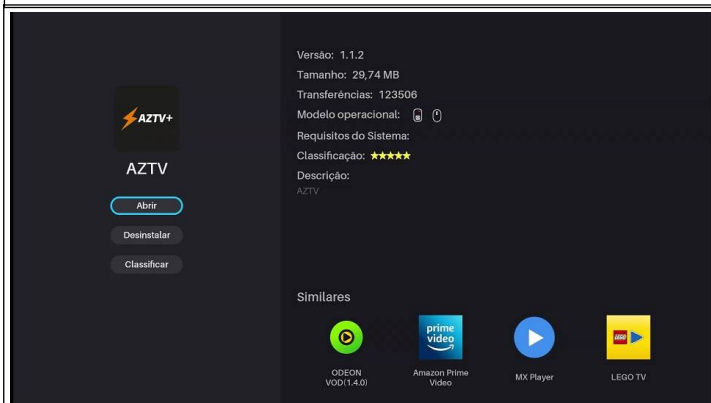 AZTV+
AZTV
Abrir
Desinstalar
Classificar
Versão: 1.1.2
Tamanho: 29,74 MB
Transferências: 123506
Modelo operacional:
Requisitos do Sistema:
Classificação: ★★★★★
Descrição:
AZTV
Similares
prime
video
LEGO
ODEON
VOD(1.4.0)
Amazon Prime
Video
MX Player
LEGO TV